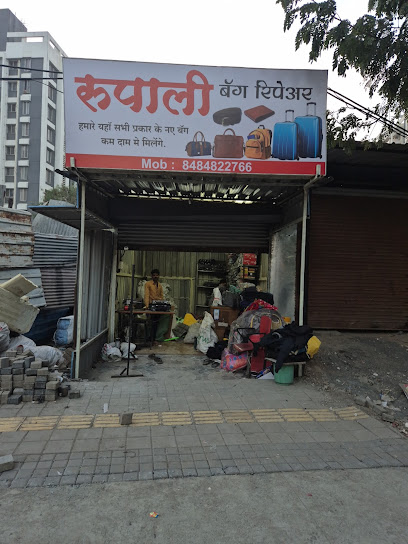 रुपाली बॅग रिपेअर
हमारे यहाँ सभी प्रकार के नए बॅग
कम दाम मे मिलेंगे.
Mob : 8484822766